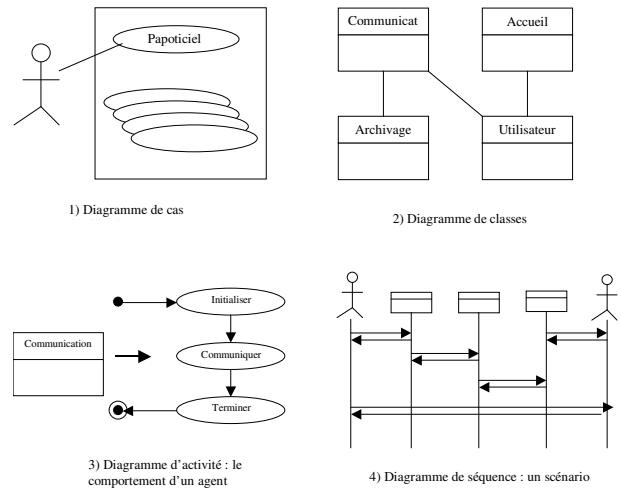 Papoticiel
1) Diagramme de cas
Communicat
Accueil
Archivage
Utilisateur
2) Diagramme de classes
Communication
Initialiser
Communiquer
Terminer
3) Diagramme d’activité : le
comportement d’un agent
4) Diagramme de séquence : un scénario